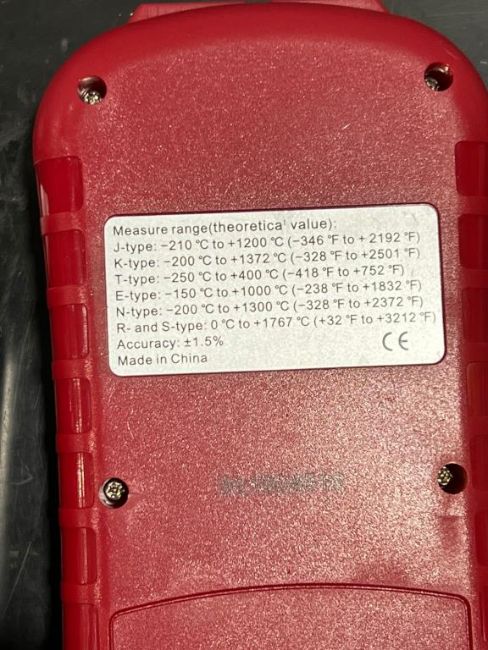 Measure range(theoretical value):
J-type: −210 °C to +1200 °C (−346 °F to + 2192 °F)
K-type: −200 °C to +1372 °C (−328 °F to +2501 °F)
T-type: −250 °C to +400 °C (−418 °F to +752 °F)
E-type: −150 °C to +1000 °C (−238 °F to +1832 °F)
N-type: −200 °C to +1300 °C (−328 °F to +2372 °F)
R- and S-type: 0 °C to +1767 °C (+32 °F to +3212 °F)
Accuracy: ±1.5%
CE
Made in China